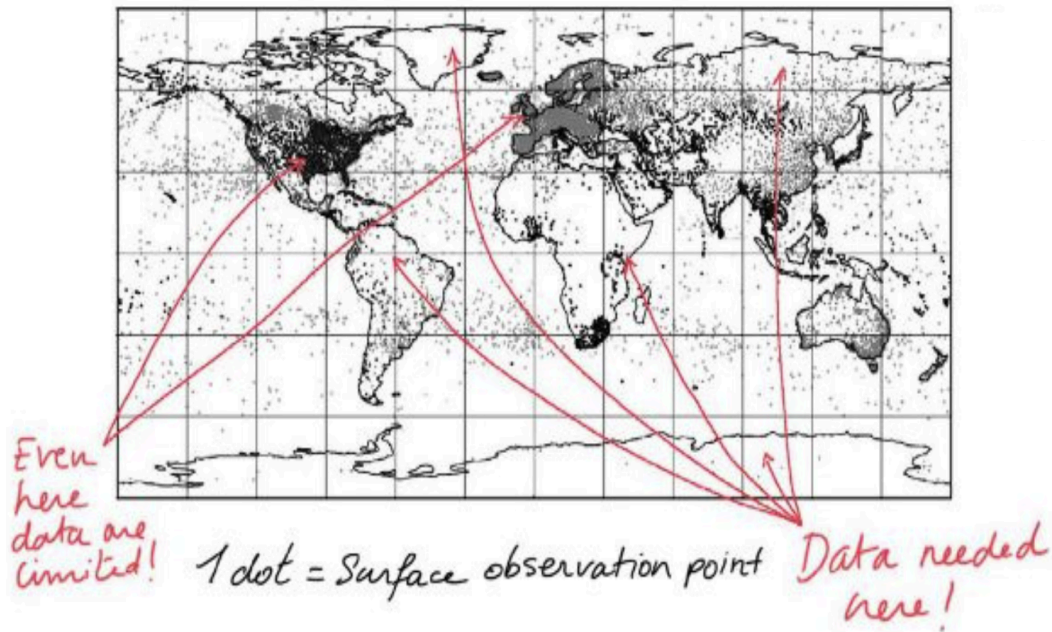 Even
here
data are
limited!
1 dot = Surface observation point
Data needed
here!